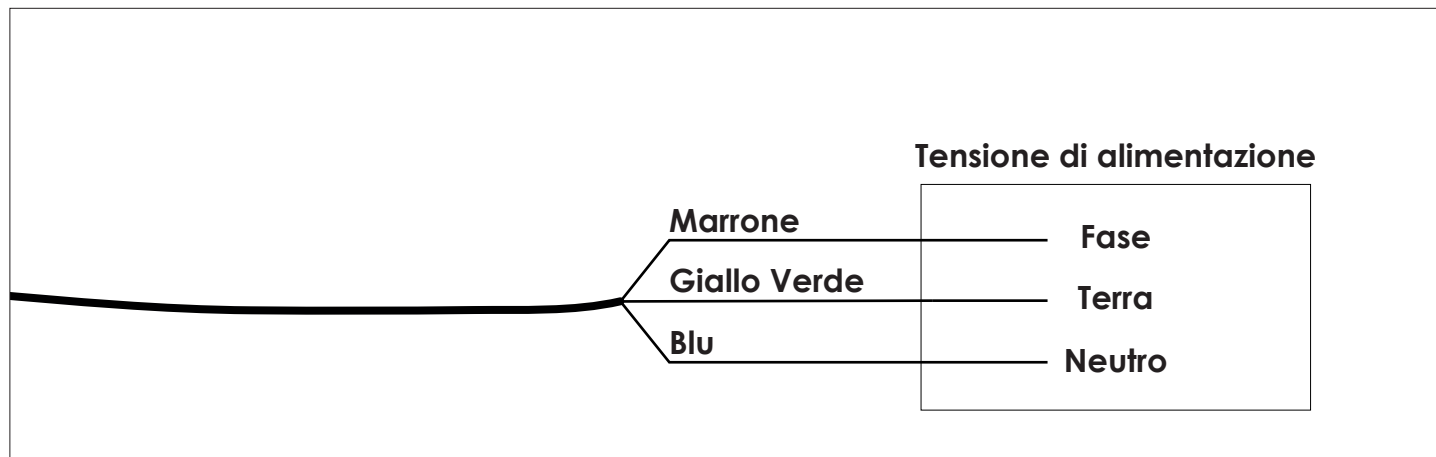 Tensione di alimentazione
Marrone
Fase
Giallo Verde
Terra
Blu
Neutro